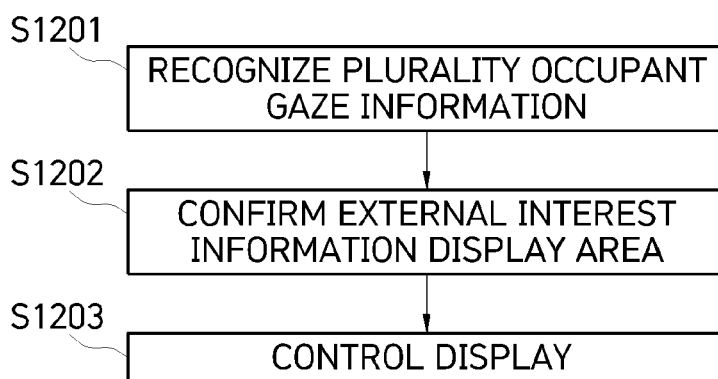 S1201
RECOGNIZE PLURALITY OCCUPANT
GAZE INFORMATION
S1202
CONFIRM EXTERNAL INTEREST
INFORMATION DISPLAY AREA
S1203
CONTROL DISPLAY